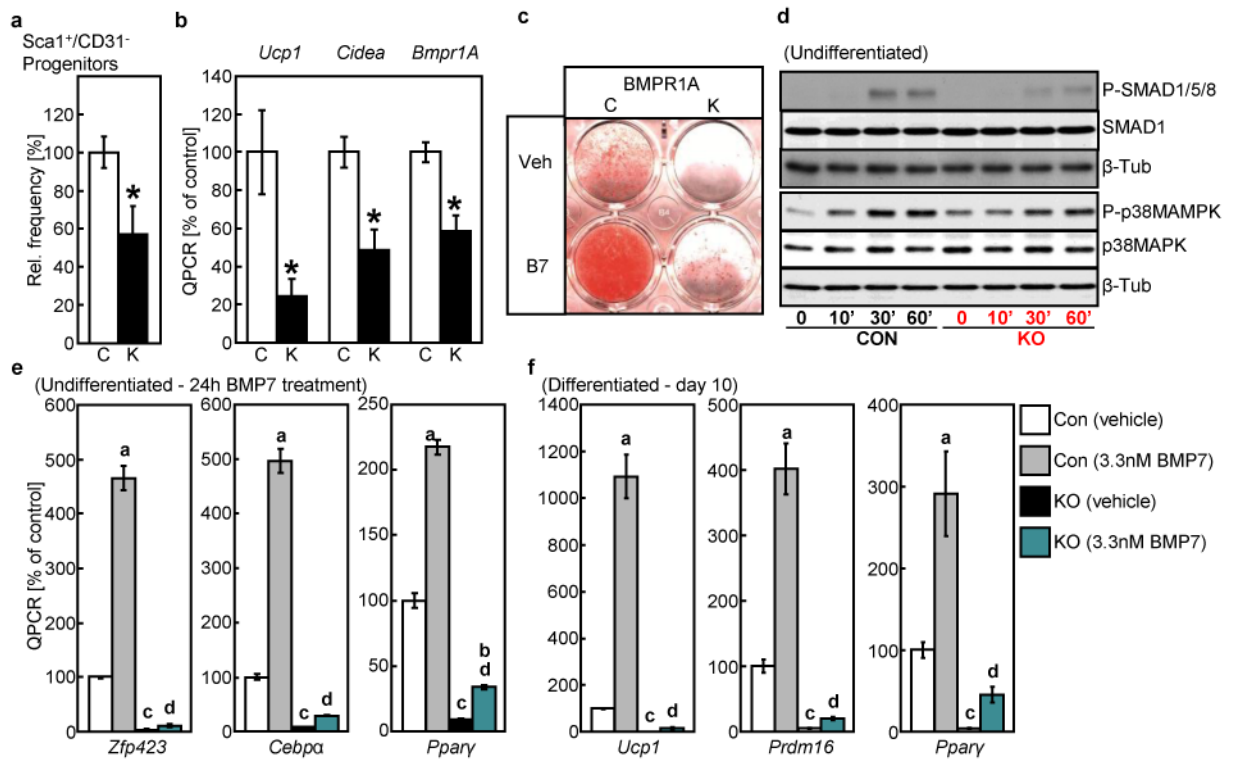 a
Sca1⁺/CD31⁻
Progenitors
Rel. frequency [%]
120
100
80
60
40
20
0
*
C K
b
Ucp1 Cidea Bmpr1A
QPCR [% of control]
140
120
100
80
60
40
20
0
* * *
C K C K C K
c
BMPR1A
C K
Veh
B7
d
(Undifferentiated)
P-SMAD1/5/8
SMAD1
β-Tub
P-p38MAMPK
p38MAPK
β-Tub
0 10' 30' 60' 0 10' 30' 60'
CON KO
e
(Undifferentiated - 24h BMP7 treatment)
QPCR [% of control]
600
500
400
300
200
100
0
a
c
d
Zfp423
600
500
400
300
200
100
0
a
c
d
Cebpα
250
200
150
100
50
0
a
c
b
d
Pparγ
f
(Differentiated - day 10)
1400
1200
1000
800
600
400
200
0
a
c
d
Ucp1
500
400
300
200
100
0
a
c
d
Prdm16
400
300
200
100
0
a
c
d
Pparγ
Con (vehicle)
Con (3.3nM BMP7)
KO (vehicle)
KO (3.3nM BMP7)